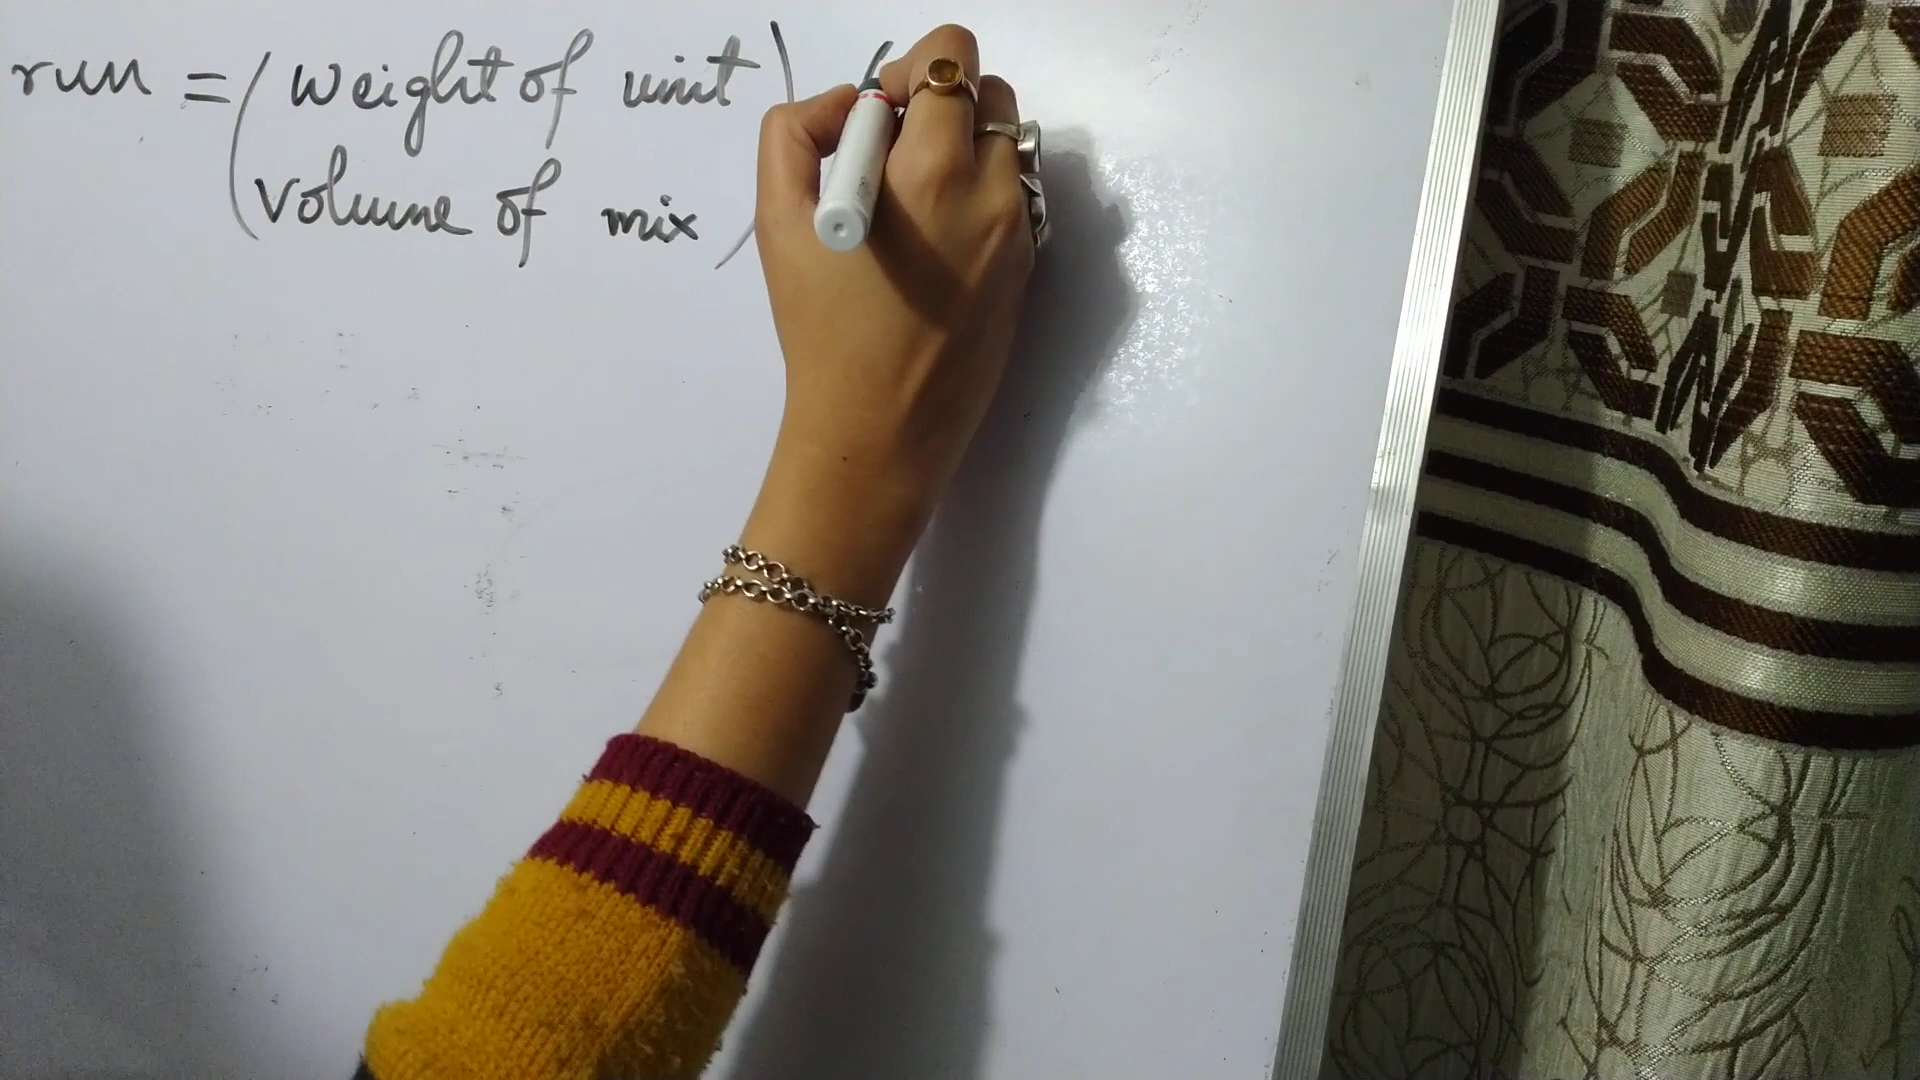 run = ( weight of unit ) (
( volume of mix )